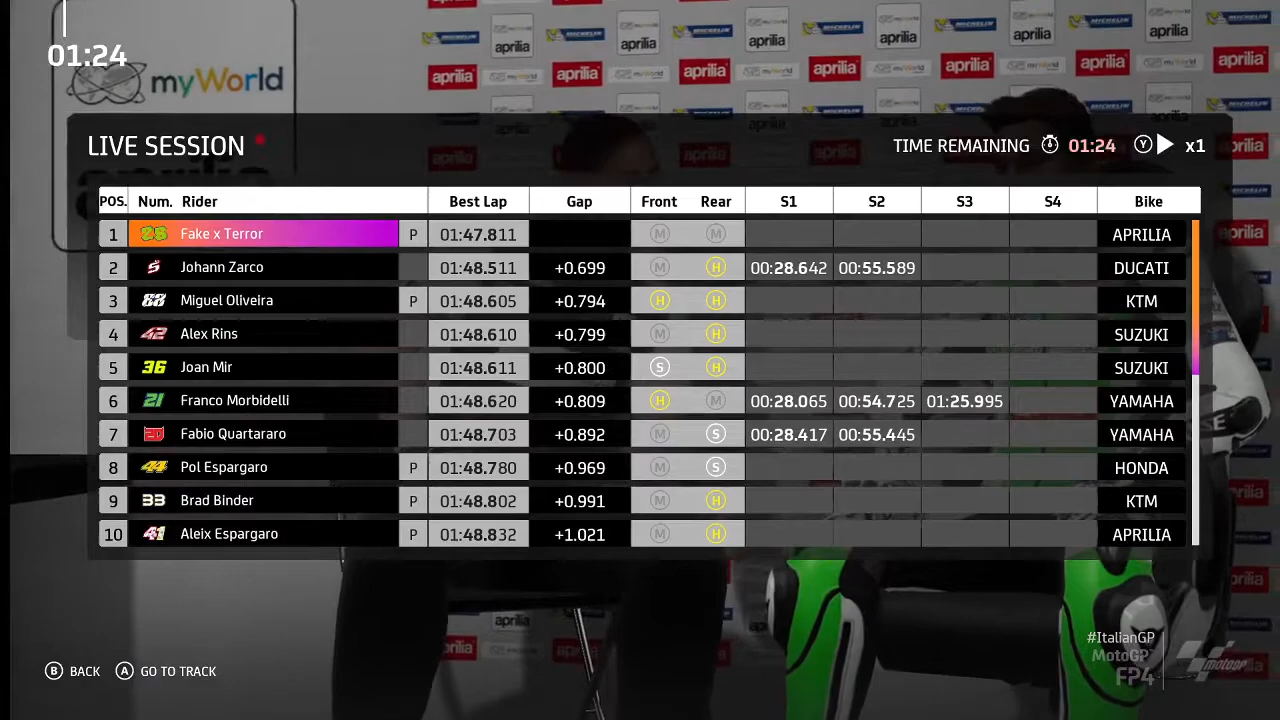 01:24
myWorld
LIVE SESSION
TIME REMAINING 01:24 Y x1
POS. Num. Rider Best Lap Gap Front Rear S1 S2 S3 S4 Bike
1 25 Fake x Terror P 01:47.811 M M APRILIA
2 5 Johann Zarco 01:48.511 +0.699 M H 00:28.642 00:55.589 DUCATI
3 88 Miguel Oliveira P 01:48.605 +0.794 H H KTM
4 42 Alex Rins 01:48.610 +0.799 M H SUZUKI
5 36 Joan Mir 01:48.611 +0.800 S H SUZUKI
6 21 Franco Morbidelli 01:48.620 +0.809 H M 00:28.065 00:54.725 01:25.995 YAMAHA
7 20 Fabio Quartararo 01:48.703 +0.892 M S 00:28.417 00:55.445 YAMAHA
8 44 Pol Espargaro P 01:48.780 +0.969 M S HONDA
9 33 Brad Binder P 01:48.802 +0.991 M H KTM
10 41 Aleix Espargaro P 01:48.832 +1.021 M H APRILIA
B BACK A GO TO TRACK
#ItalianGP
MotoGP
FP4